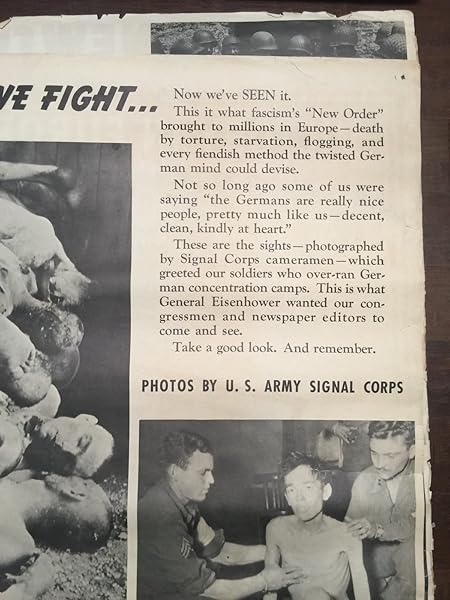 WE FIGHT...
Now we've SEEN it.
This it what fascism's "New Order"
brought to millions in Europe—death
by torture, starvation, flogging, and
every fiendish method the twisted Ger-
man mind could devise.
Not so long ago some of us were
saying "the Germans are really nice
people, pretty much like us—decent,
clean, kindly at heart."
These are the sights—photographed
by Signal Corps cameramen—which
greeted our soldiers who over-ran Ger-
man concentration camps. This is what
General Eisenhower wanted our con-
gressmen and newspaper editors to
come and see.
Take a good look. And remember.
PHOTOS BY U. S. ARMY SIGNAL CORPS